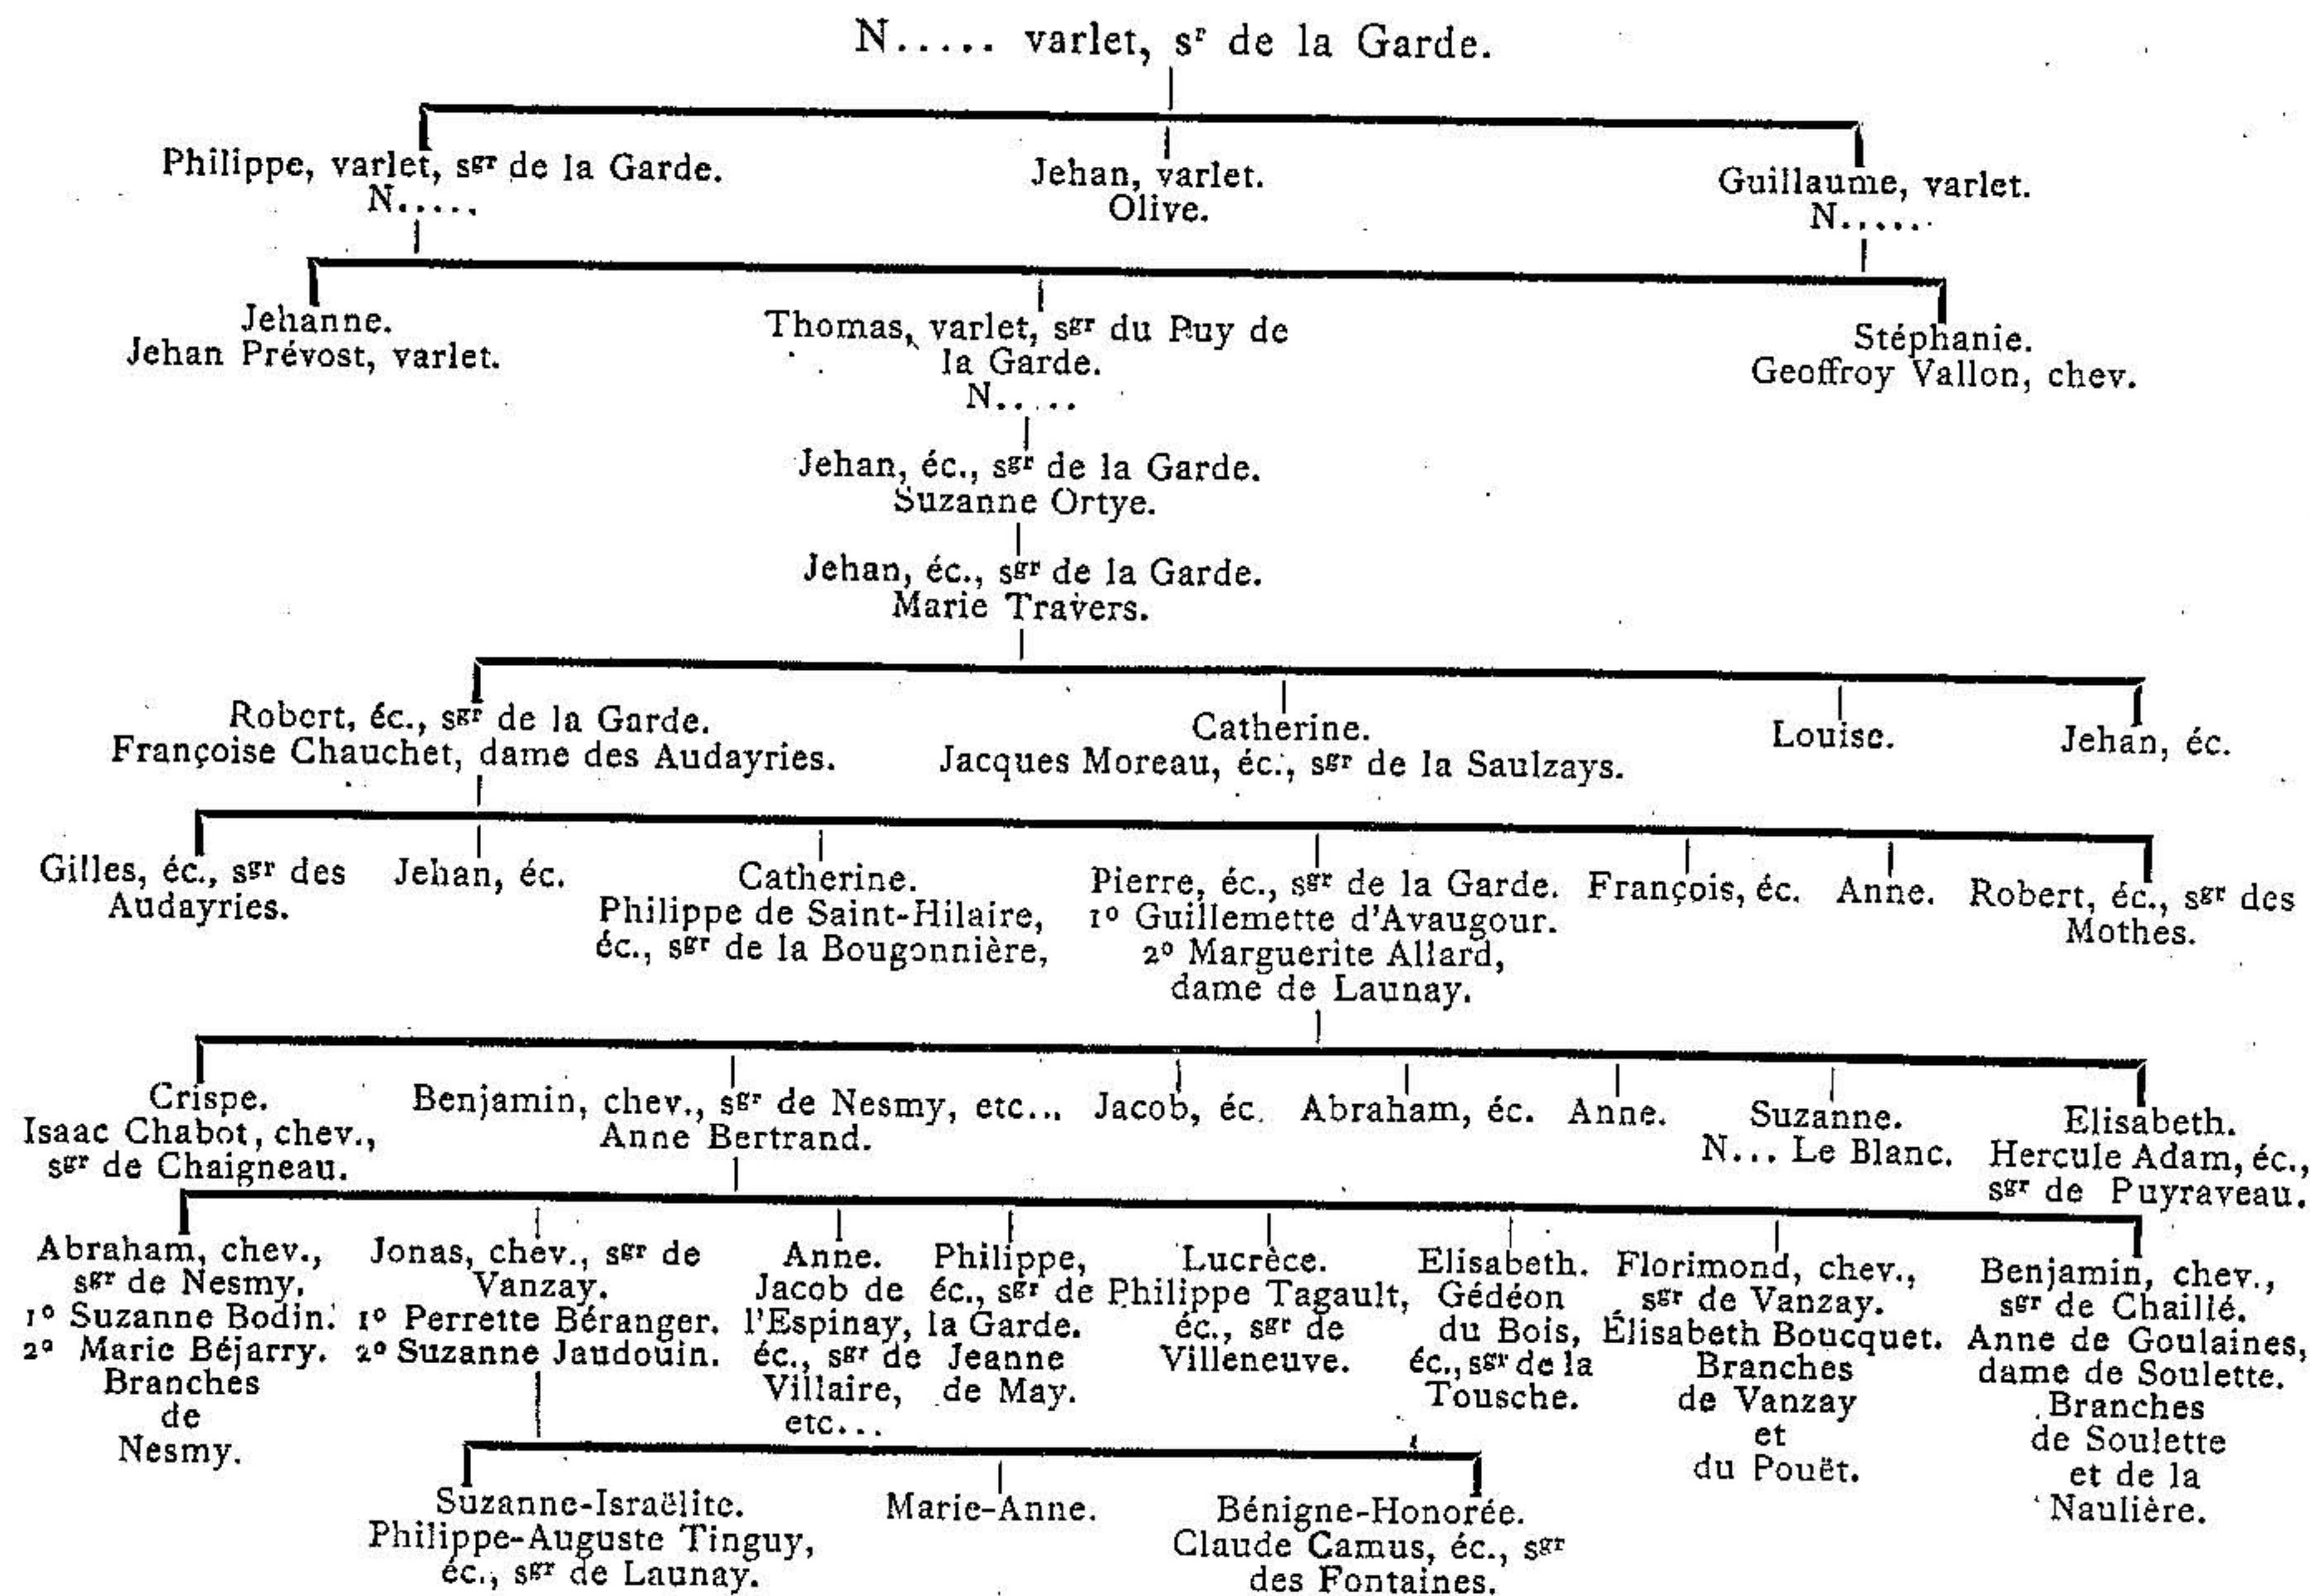 N..... varlet, sʳ de la Garde.
Philippe, varlet, sᵍʳ de la Garde.
N.....
Jehan, varlet.
Olive.
Guillaume, varlet.
N......
Jehanne.
Jehan Prévost, varlet.
Thomas, varlet, sᵍʳ du Puy de
la Garde.
N.....
Stéphanie.
Geoffroy Vallon, chev.
Jehan, éc., sᵍʳ de la Garde.
Suzanne Ortye.
Jehan, éc., sᵍʳ de la Garde.
Marie Travers.
Robert, éc., sᵍʳ de la Garde.
Françoise Chauchet, dame des Audayries.
Catherine.
Jacques Moreau, éc., sᵍʳ de la Saulzays.
Louise.
Jehan, éc.
Gilles, éc., sᵍʳ des
Audayries.
Jehan, éc.
Catherine.
Philippe de Saint-Hilaire,
éc., sᵍʳ de la Bougonnière,
Pierre, éc., sᵍʳ de la Garde.
1º Guillemette d'Avaugour.
2º Marguerite Allard,
dame de Launay.
François, éc.
Anne.
Robert, éc., sᵍʳ des
Mothes.
Crispe.
Isaac Chabot, chev.,
sᵍʳ de Chaigneau.
Benjamin, chev., sᵍʳ de Nesmy, etc...
Anne Bertrand.
Jacob, éc.
Abraham, éc.
Anne.
Suzanne.
N... Le Blanc.
Elisabeth.
Hercule Adam, éc.,
sᵍʳ de Puyraveau.
Abraham, chev.,
sᵍʳ de Nesmy.
1º Suzanne Bodin.
2º Marie Béjarry.
Branches
de
Nesmy.
Jonas, chev., sᵍʳ de
Vanzay.
1º Perrette Béranger.
2º Suzanne Jaudouin.
Anne.
Jacob de
l'Espinay,
éc., sᵍʳ de
Villaire,
etc...
Philippe,
éc., sᵍʳ de
la Garde.
Jeanne
de May.
Lucrèce.
Philippe Tagault,
éc., sᵍʳ de
Villeneuve.
Elisabeth.
Gédéon
du Bois,
éc., sᵍʳ de la
Tousche.
Florimond, chev.,
sᵍʳ de Vanzay.
Élisabeth Boucquet.
Branches
de Vanzay
et
du Pouët.
Benjamin, chev.,
sᵍʳ de Chaillé.
Anne de Goulaines,
dame de Soulette.
Branches
de Soulette
et de la
Naulière.
Suzanne-Israëlite.
Philippe-Auguste Tinguy,
éc., sᵍʳ de Launay.
Marie-Anne.
Bénigne-Honorée.
Claude Camus, éc., sᵍʳ
des Fontaines.